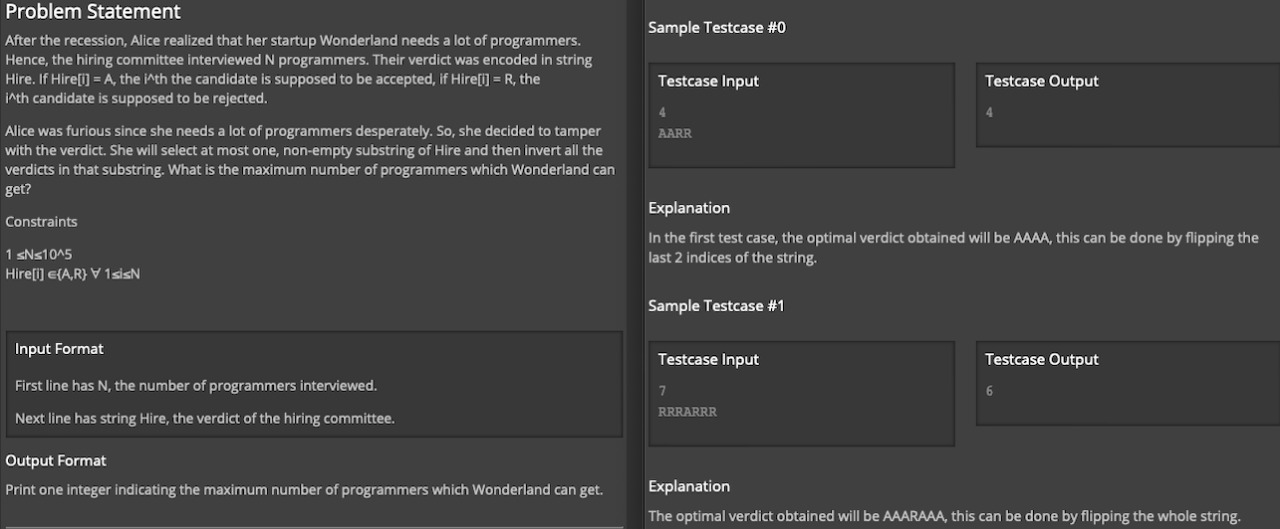 Problem Statement
After the recession, Alice realized that her startup Wonderland needs a lot of programmers.
Hence, the hiring committee interviewed N programmers. Their verdict was encoded in string
Hire. If Hire[i] = A, the i^th the candidate is supposed to be accepted, if Hire[i] = R, the
i^th candidate is supposed to be rejected.
Alice was furious since she needs a lot of programmers desperately. So, she decided to tamper
with the verdict. She will select at most one, non-empty substring of Hire and then invert all the
verdicts in that substring. What is the maximum number of programmers which Wonderland can
get?
Constraints
1 ≤N≤10^5
Hire[i] ∈{A,R} ∀ 1≤i≤N
Input Format
First line has N, the number of programmers interviewed.
Next line has string Hire, the verdict of the hiring committee.
Output Format
Print one integer indicating the maximum number of programmers which Wonderland can get.
Sample Testcase #0
Testcase Input
4
AARR
Testcase Output
4
Explanation
In the first test case, the optimal verdict obtained will be AAAA, this can be done by flipping the
last 2 indices of the string.
Sample Testcase #1
Testcase Input
7
RRRARRR
Testcase Output
6
Explanation
The optimal verdict obtained will be AAARAAA, this can be done by flipping the whole string.